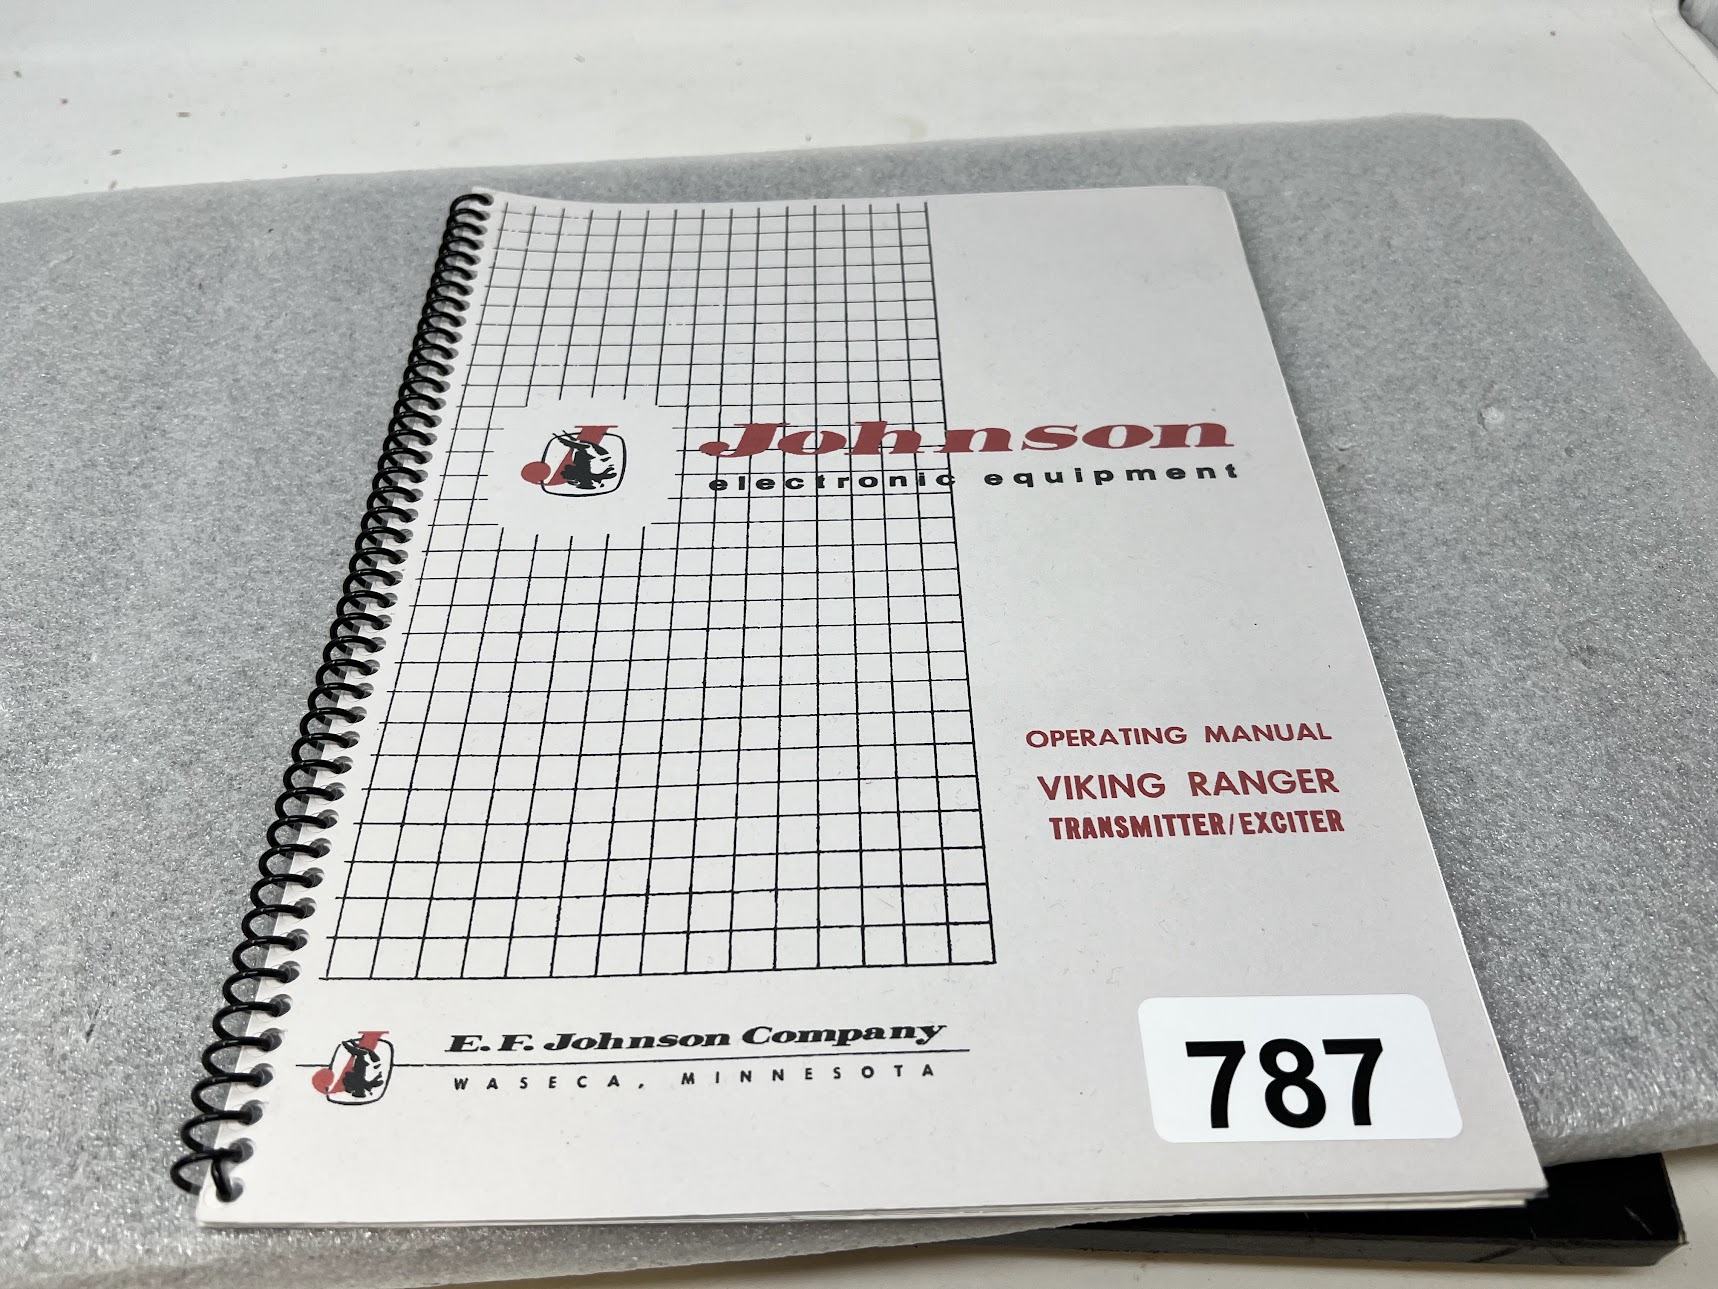 Johnson
electronic equipment
OPERATING MANUAL
VIKING RANGER
TRANSMITTER/EXCITER
E. F. Johnson Company
WASECA, MINNESOTA
787